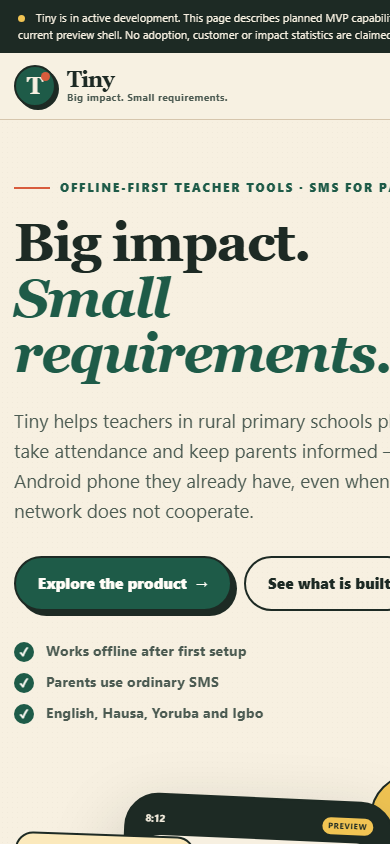 Tiny is in active development. This page describes planned MVP capabiliti
current preview shell. No adoption, customer or impact statistics are claimed
T
Tiny
Big impact. Small requirements.
OFFLINE-FIRST TEACHER TOOLS · SMS FOR PA
Big impact.
Small
requirements.
Tiny helps teachers in rural primary schools pl
take attendance and keep parents informed –
Android phone they already have, even when
network does not cooperate.
Explore the product →
See what is built
Works offline after first setup
Parents use ordinary SMS
English, Hausa, Yoruba and Igbo
8:12
PREVIEW